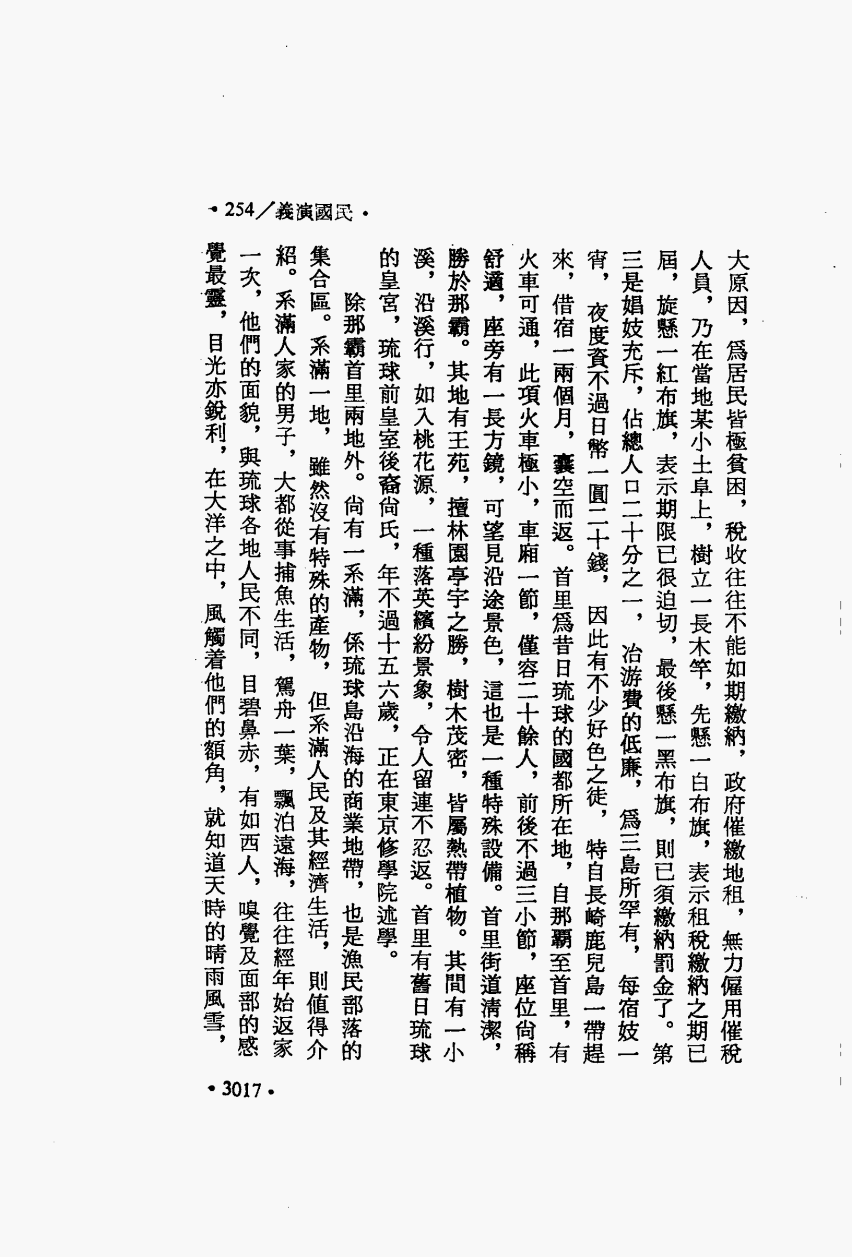 •254／義演國民•
大原因，爲居民皆極貧困，稅收往往不能如期繳納，政府催繳地租，無力僱用催稅
人員，乃在當地某小土阜上，樹立一長木竿，先懸一白布旗，表示租稅繳納之期已
屆，旋懸一紅布旗，表示期限已很迫切，最後懸一黑布旗，則已須繳納罰金了。第
三是娼妓充斥，佔總人口二十分之一，冶游費的低廉，爲三島所罕有，每宿妓一
宵，夜度資不過日幣一圓二十錢，因此有不少好色之徒，特自長崎鹿兒島一帶趕
來，借宿一兩個月，囊空而返。首里爲昔日琉球的國都所在地，自那覇至首里，有
火車可通，此項火車極小，車廂一節，僅容二十餘人，前後不過三小節，座位尙稱
舒適，座旁有一長方鏡，可望見沿途景色，這也是一種特殊設備。首里街道清潔，
勝於那霸。其地有王苑，擅林園亭宇之勝，樹木茂密，皆屬熱帶植物。其間有一小
溪，沿溪行，如入桃花源，一種落英繽紛景象，令人留連不忍返。首里有舊日琉球
的皇宮，琉球前皇室後裔尙氏，年不過十五六歲，正在東京修學院述學。
除那霸首里兩地外。尙有一系滿，係琉球島沿海的商業地帶，也是漁民部落的
集合區。系滿一地，雖然沒有特殊的產物，但系滿人民及其經濟生活，則值得介
紹。系滿人家的男子，大都從事捕魚生活，駕舟一葉，飄泊遠海，往往經年始返家
一次，他們的面貌，與琉球各地人民不同，目碧鼻赤，有如西人，嗅覺及面部的感
覺最靈，目光亦銳利，在大洋之中，風觸着他們的額角，就知道天時的晴雨風雪，
•3017•